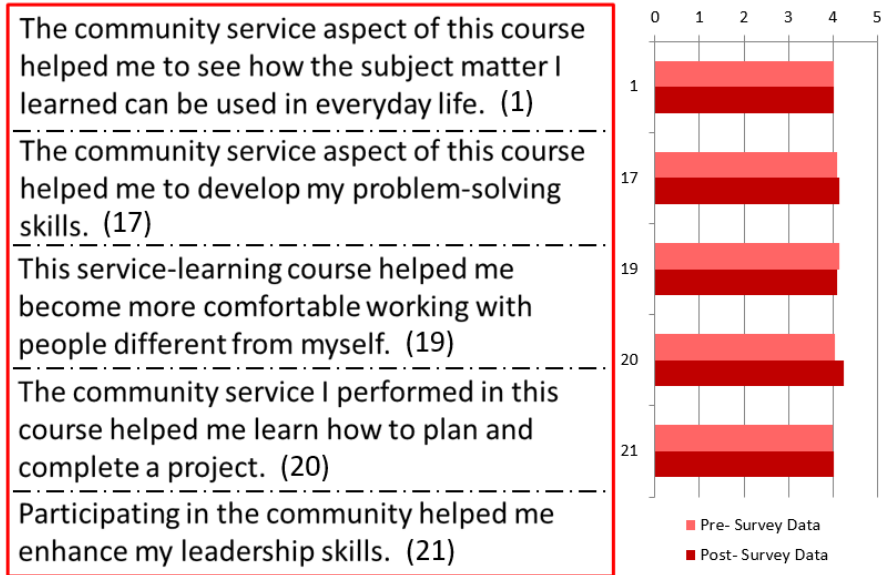 The community service aspect of this course
helped me to see how the subject matter I
learned can be used in everyday life. (1)
The community service aspect of this course
helped me to develop my problem-solving
skills. (17)
This service-learning course helped me
become more comfortable working with
people different from myself. (19)
The community service I performed in this
course helped me learn how to plan and
complete a project. (20)
Participating in the community helped me
enhance my leadership skills. (21)
0 1 2 3 4 5
1
17
19
20
21
Pre- Survey Data
Post- Survey Data